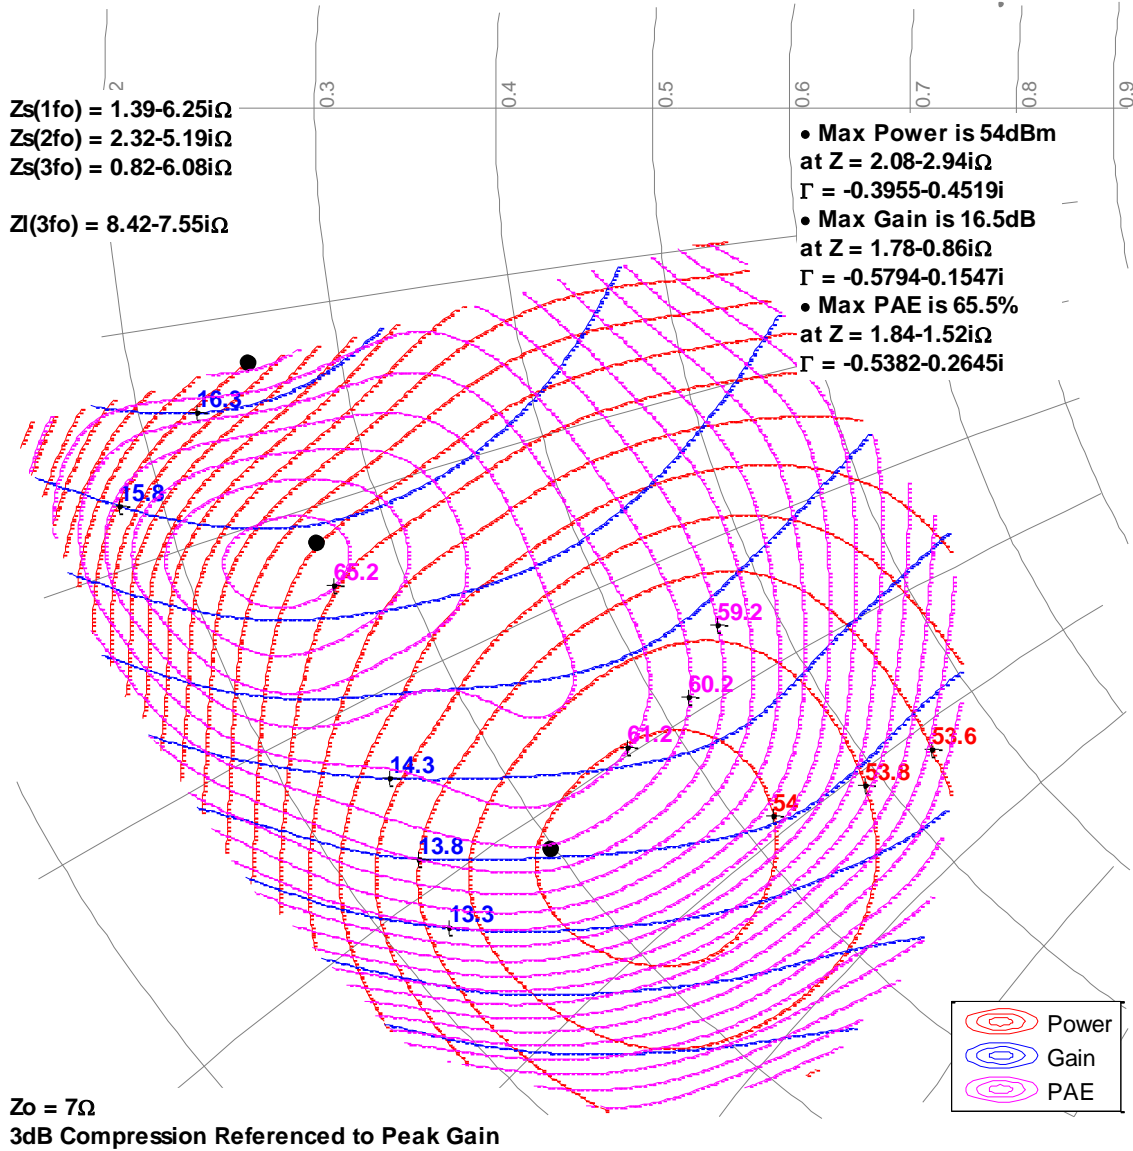 2
0.3
0.4
0.5
0.6
0.7
0.8
0.9
Zs(1fo) = 1.39-6.25iΩ
Zs(2fo) = 2.32-5.19iΩ
Zs(3fo) = 0.82-6.08iΩ
Zl(3fo) = 8.42-7.55iΩ
• Max Power is 54dBm
at Z = 2.08-2.94iΩ
Γ = -0.3955-0.4519i
• Max Gain is 16.5dB
at Z = 1.78-0.86iΩ
Γ = -0.5794-0.1547i
• Max PAE is 65.5%
at Z = 1.84-1.52iΩ
Γ = -0.5382-0.2645i
16.3
15.8
65.2
59.2
60.2
61.2
53.6
14.3
53.8
54
13.8
13.3
Power
Gain
PAE
Zo = 7Ω
3dB Compression Referenced to Peak Gain